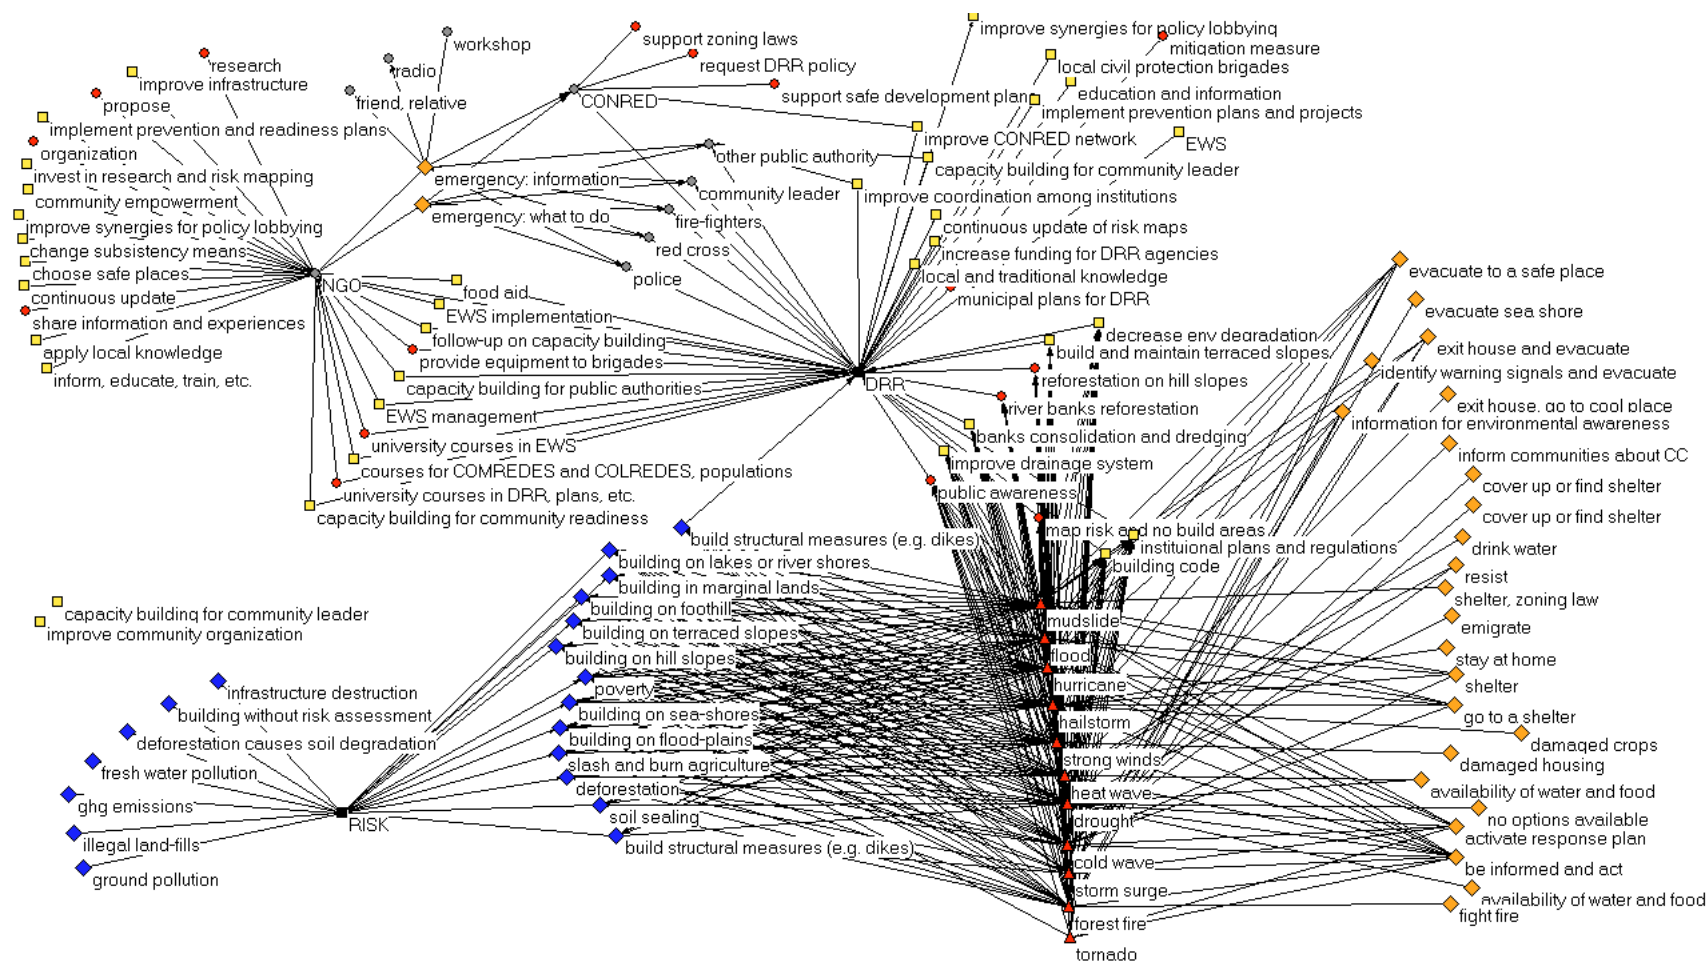 improve synergies for policy lobbying
mitigation measure
local civil protection brigades
education and information
implement prevention plans and projects
EWS
improve CONRED network
capacity building for community leader
improve coordination among institutions
continuous update of risk maps
increase funding for DRR agencies
local and traditional knowledge
municipal plans for DRR
support zoning laws
request DRR policy
support safe development plan
CONRED
workshop
radio
friend, relative
research
improve infrastructure
propose
implement prevention and readiness plans
organization
invest in research and risk mapping
community empowerment
improve synergies for policy lobbying
change subsistency means
choose safe places
continuous update
share information and experiences
apply local knowledge
inform, educate, train, etc.
emergency: information
emergency: what to do
other public authority
community leader
fire-fighters
red cross
police
NGO
food aid
EWS implementation
follow-up on capacity building
provide equipment to brigades
capacity building for public authorities
EWS management
university courses in EWS
courses for COMREDES and COLREDES, populations
university courses in DRR, plans, etc.
capacity building for community readiness
DRR
decrease env degradation
build and maintain terraced slopes
reforestation on hill slopes
river banks reforestation
banks consolidation and dredging
improve drainage system
public awareness
map risk and no build areas
instituional plans and regulations
building code
evacuate to a safe place
evacuate sea shore
exit house and evacuate
identify warning signals and evacuate
exit house, go to cool place
information for environmental awareness
inform communities about CC
cover up or find shelter
cover up or find shelter
drink water
resist
shelter, zoning law
emigrate
stay at home
shelter
go to a shelter
damaged crops
damaged housing
availability of water and food
no options available
activate response plan
be informed and act
availability of water and food
fight fire
build structural measures (e.g. dikes)
building on lakes or river shores
building in marginal lands
building on foothill
building on terraced slopes
building on hill slopes
poverty
building on sea-shores
building on flood-plains
slash and burn agriculture
deforestation
soil sealing
build structural measures (e.g. dikes)
mudslide
flood
hurricane
hailstorm
strong winds
heat wave
drought
cold wave
storm surge
forest fire
tornado
capacity building for community leader
improve community organization
infrastructure destruction
building without risk assessment
deforestation causes soil degradation
fresh water pollution
ghg emissions
illegal land-fills
ground pollution
RISK